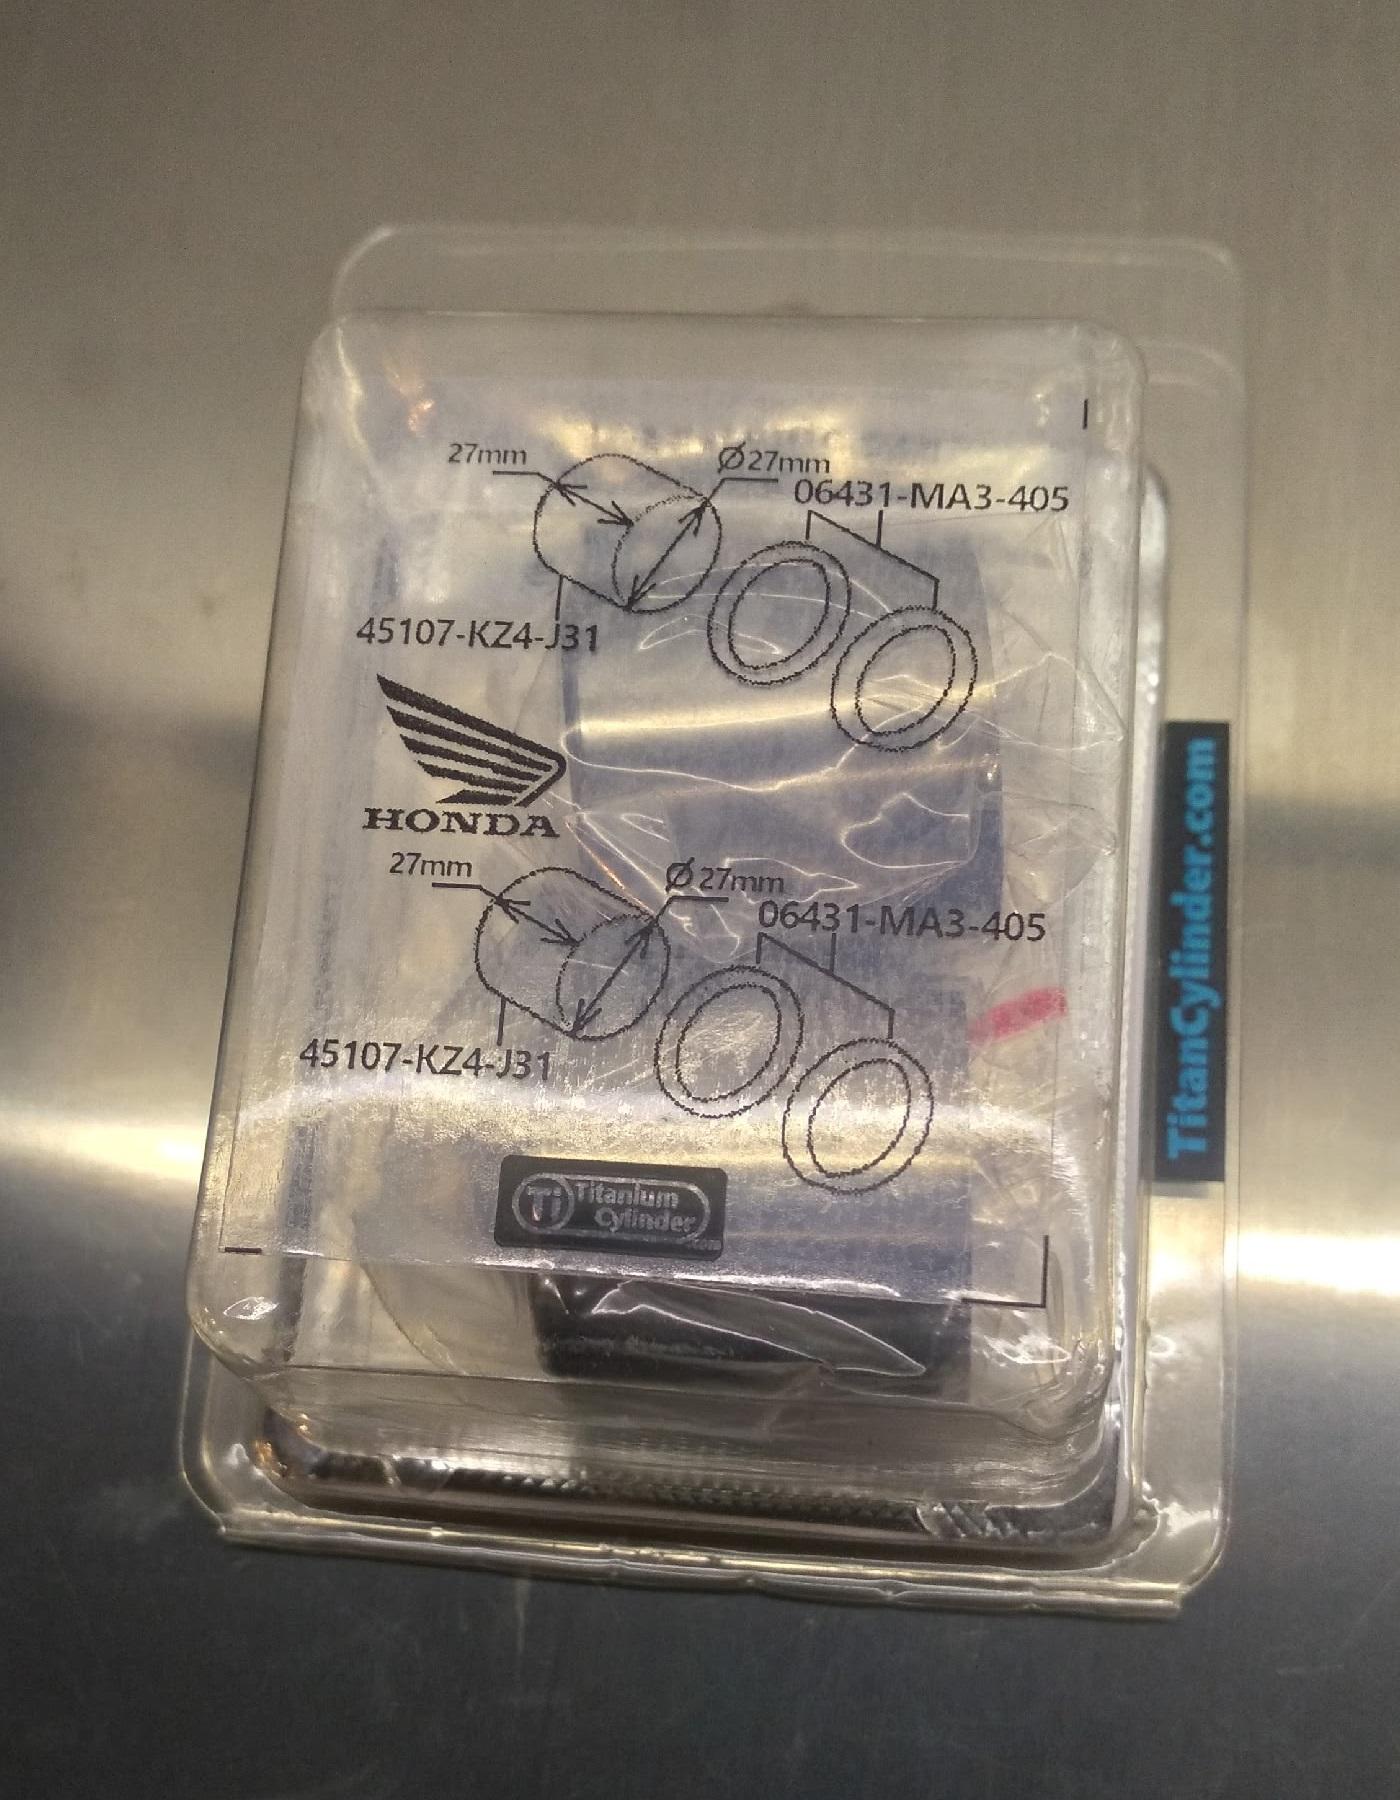 27mm
Ø27mm
06431-MA3-405
45107-KZ4-J31
HONDA
27mm
Ø27mm
06431-MA3-405
45107-KZ4-J31
Ti Titanium
Cylinder
TitanCylinder.com